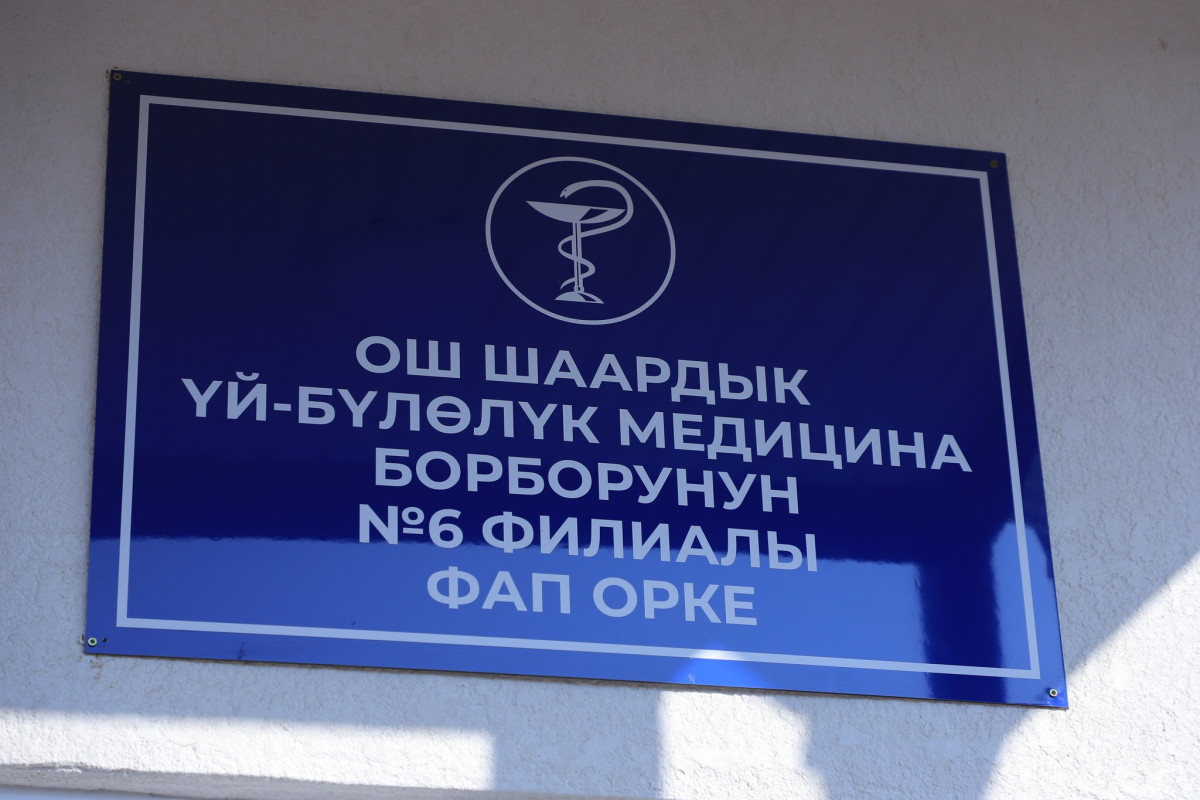 ОШ ШААРДЫК
ҮЙ-БҮЛӨЛҮК МЕДИЦИНА
БОРБОРУНУН
№6 ФИЛИАЛЫ
ФАП ОРКЕ